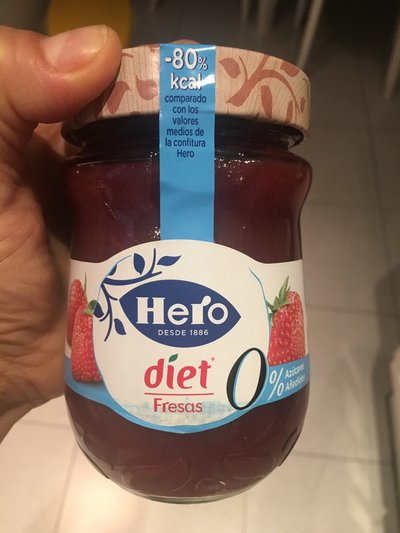 -80%
kcal
comparado
con los
valores
medios de
la confitura
Hero
Hero
DESDE 1886
diet®
Fresas
0%
Azúcares
Añadidos